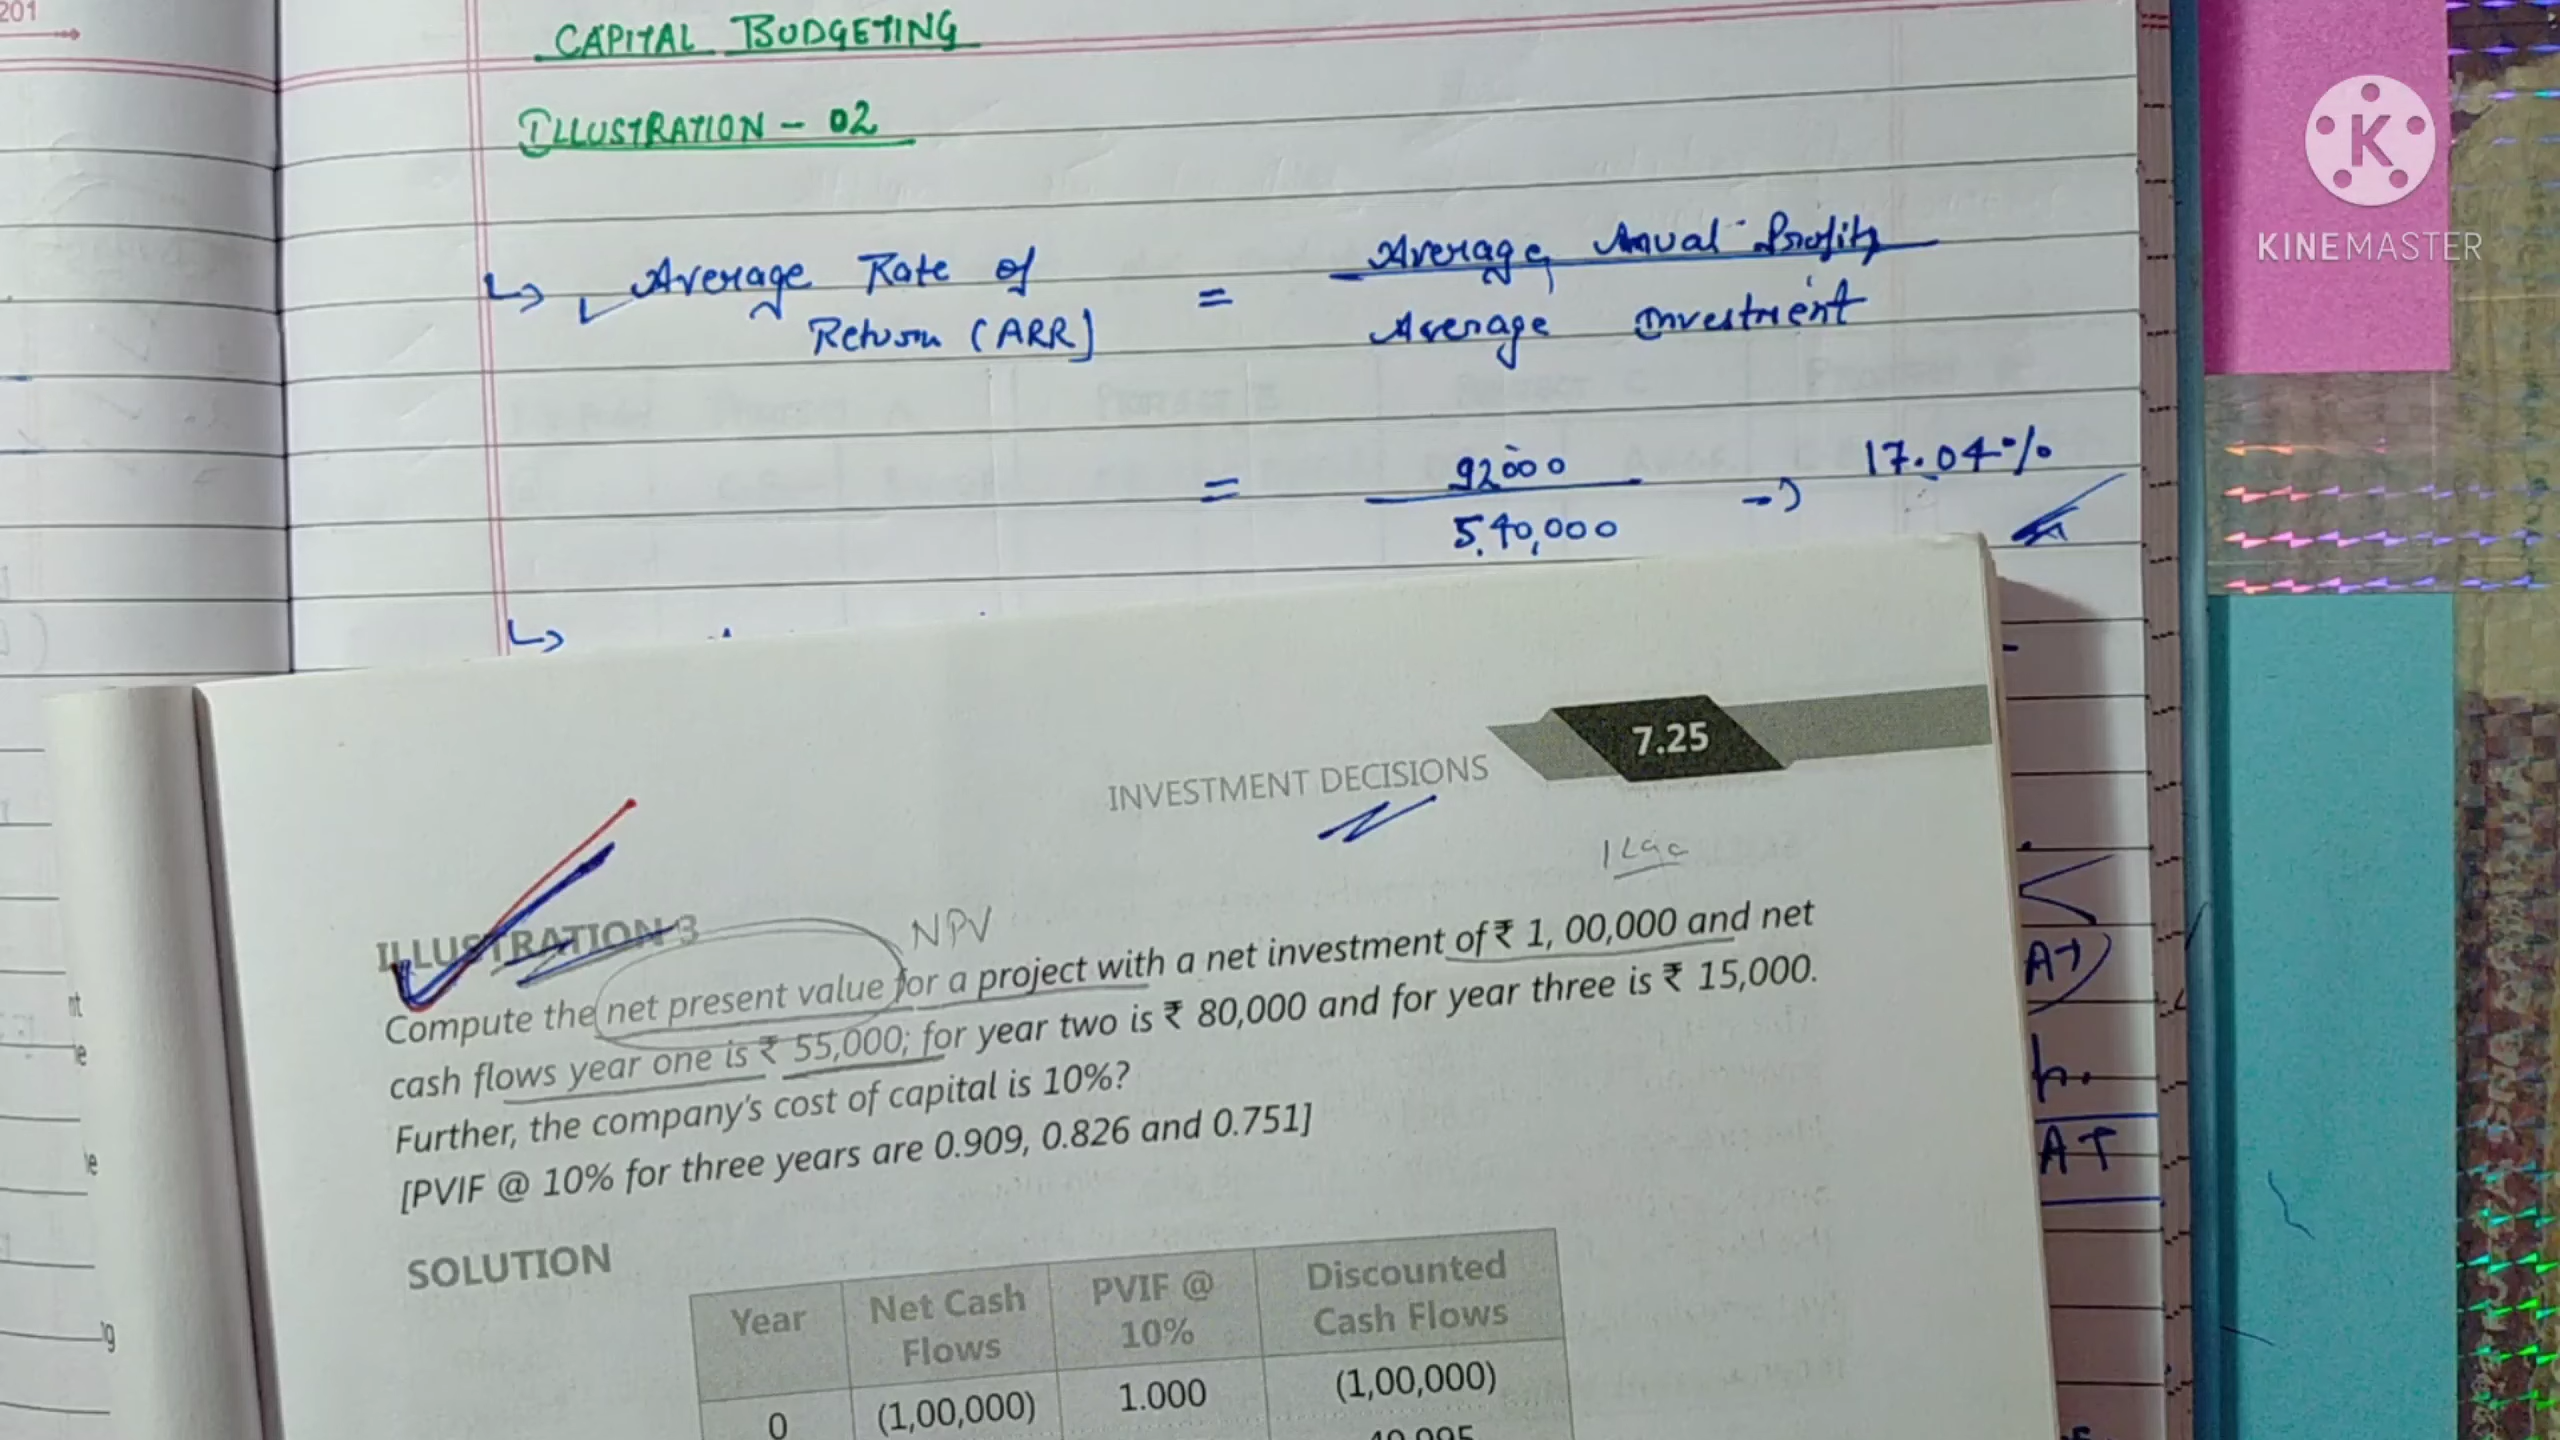 201
CAPITAL BUDGETING
ILLUSTRATION - 02
KINEMASTER
Average Rate of Return (ARR) = Average Anual Profit / Average Investment
= 92000 / 5,40,000 → 17.04%
7.25
INVESTMENT DECISIONS
ILLUSTRATION 3
NPV
Compute the net present value for a project with a net investment of ₹ 1, 00,000 and net
cash flows year one is ₹ 55,000; for year two is ₹ 80,000 and for year three is ₹ 15,000.
Further, the company's cost of capital is 10%?
[PVIF @ 10% for three years are 0.909, 0.826 and 0.751]
SOLUTION
Year Net Cash Flows PVIF @ 10% Discounted Cash Flows
0 (1,00,000) 1.000 (1,00,000)
AT